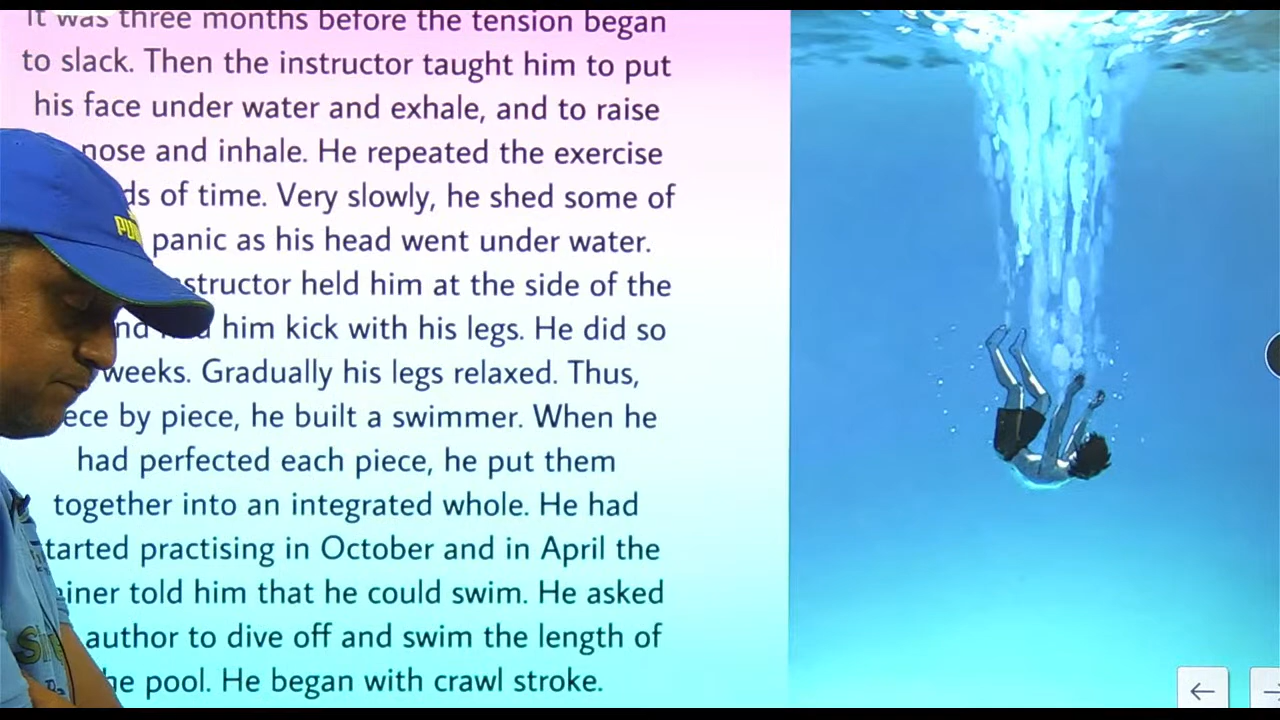 It was three months before the tension began
to slack. Then the instructor taught him to put
his face under water and exhale, and to raise
nose and inhale. He repeated the exercise
of time. Very slowly, he shed some of
panic as his head went under water.
held him at the side of the
him kick with his legs. He did so
weeks. Gradually his legs relaxed. Thus,
by piece, he built a swimmer. When he
had perfected each piece, he put them
together into an integrated whole. He had
practising in October and in April the
told him that he could swim. He asked
author to dive off and swim the length of
pool. He began with crawl stroke.